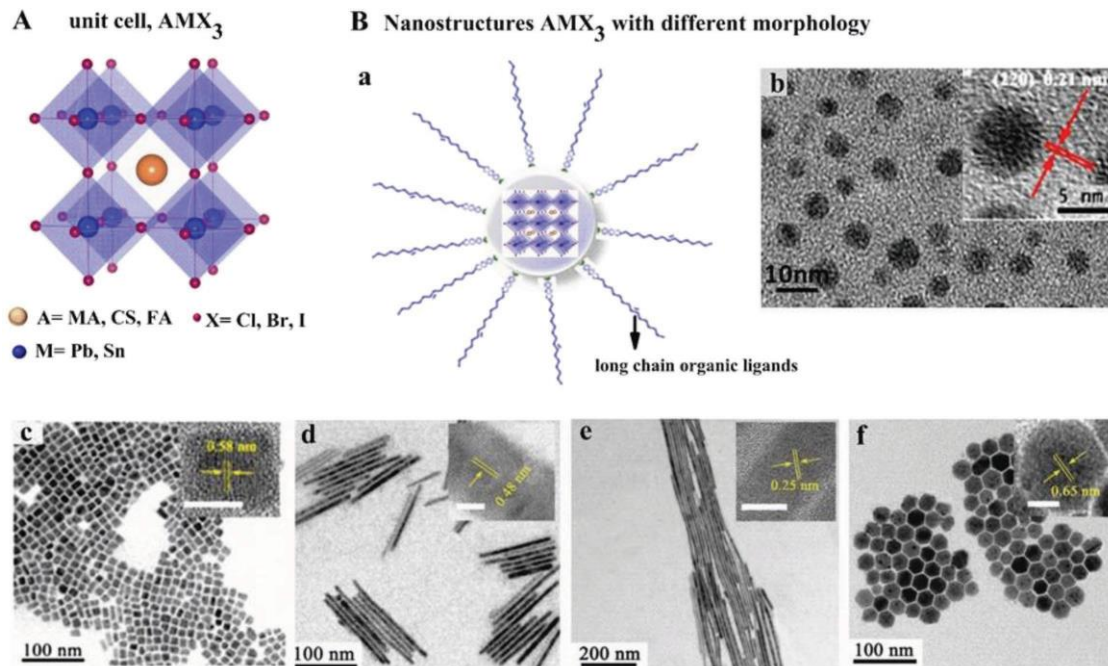 A
unit cell, AMX3
A= MA, CS, FA
X= Cl, Br, I
M= Pb, Sn
B
Nanostructures AMX3 with different morphology
a
long chain organic ligands
b
(220) 0.21 nm
5 nm
10nm
c
0.58 nm
100 nm
d
0.48 nm
100 nm
e
0.25 nm
200 nm
f
0.65 nm
100 nm